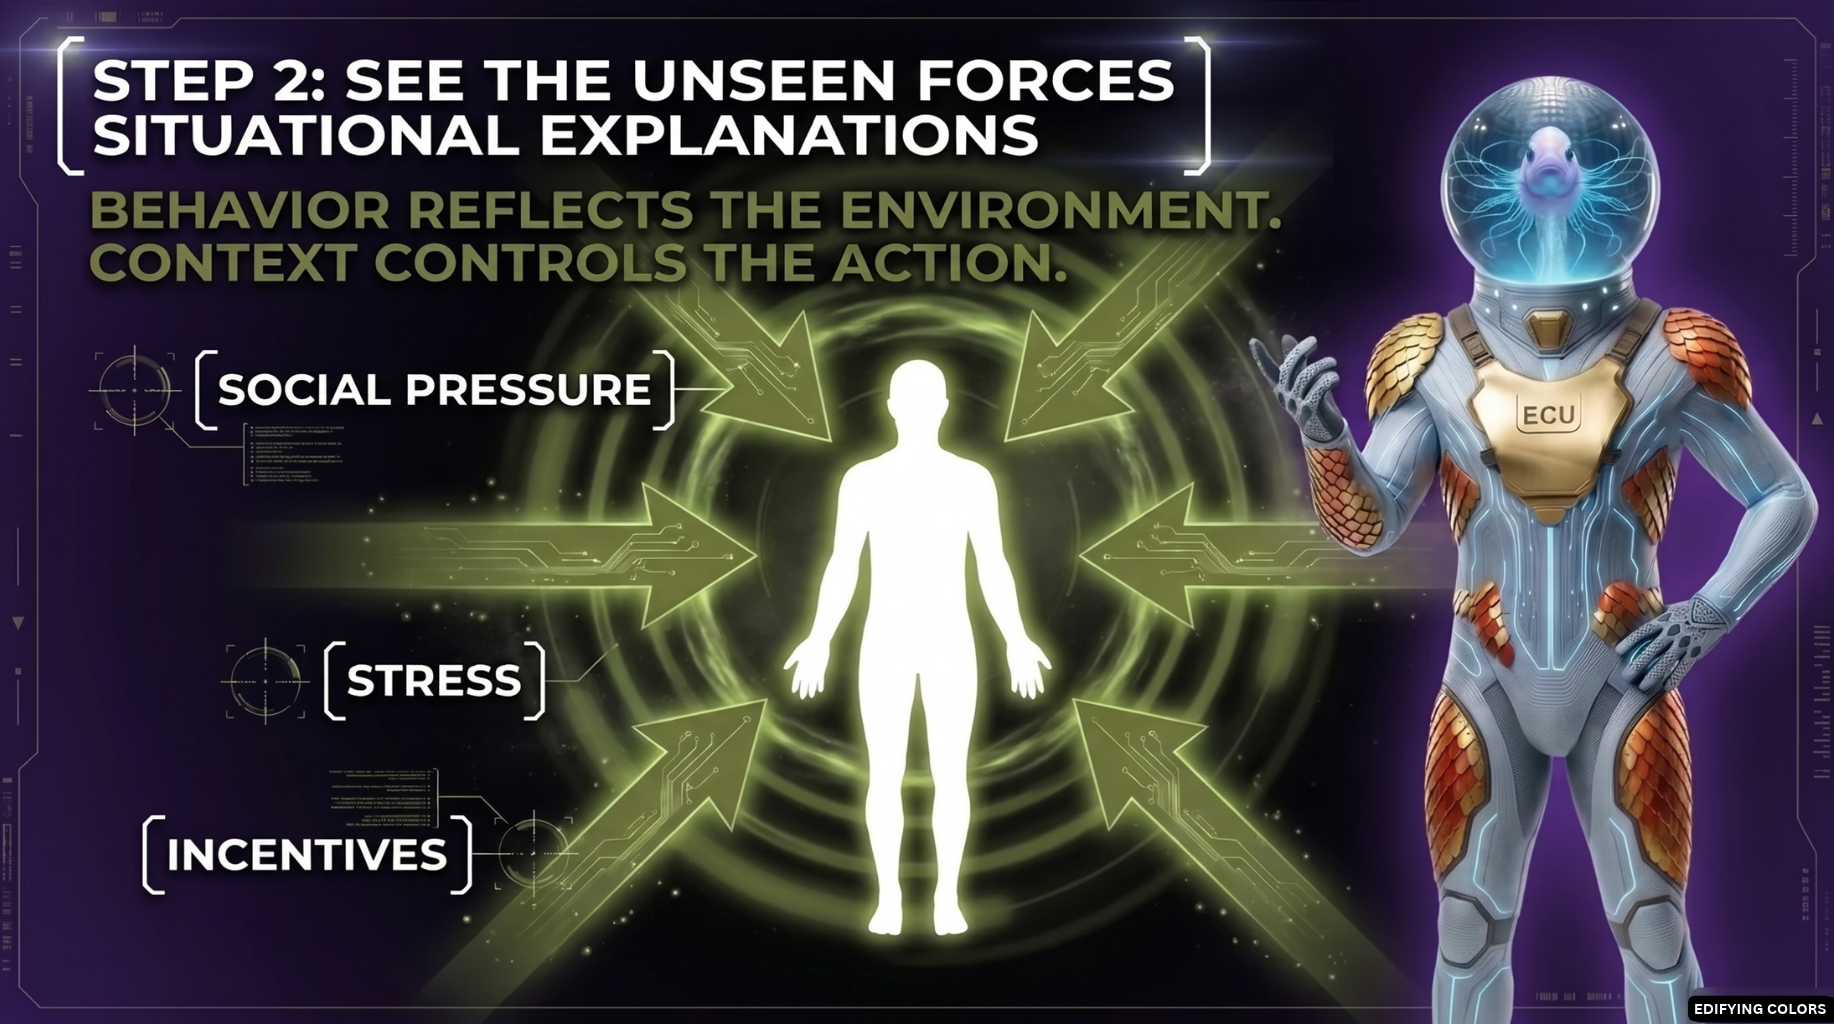 STEP 2: SEE THE UNSEEN FORCES
SITUATIONAL EXPLANATIONS
BEHAVIOR REFLECTS THE ENVIRONMENT.
CONTEXT CONTROLS THE ACTION.
SOCIAL PRESSURE
ECU
STRESS
INCENTIVES
EDIFYING COLORS